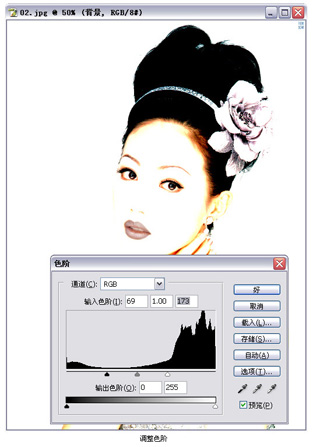 02.jpg @ 50% (背景, RGB/8#)
色阶
通道(C): RGB
输入色阶(I): 69 1.00 173
输出色阶(O): 0 255
好
取消
载入(L)...
存储(S)...
自动(A)
选项(T)...
预览(P)
调整色阶